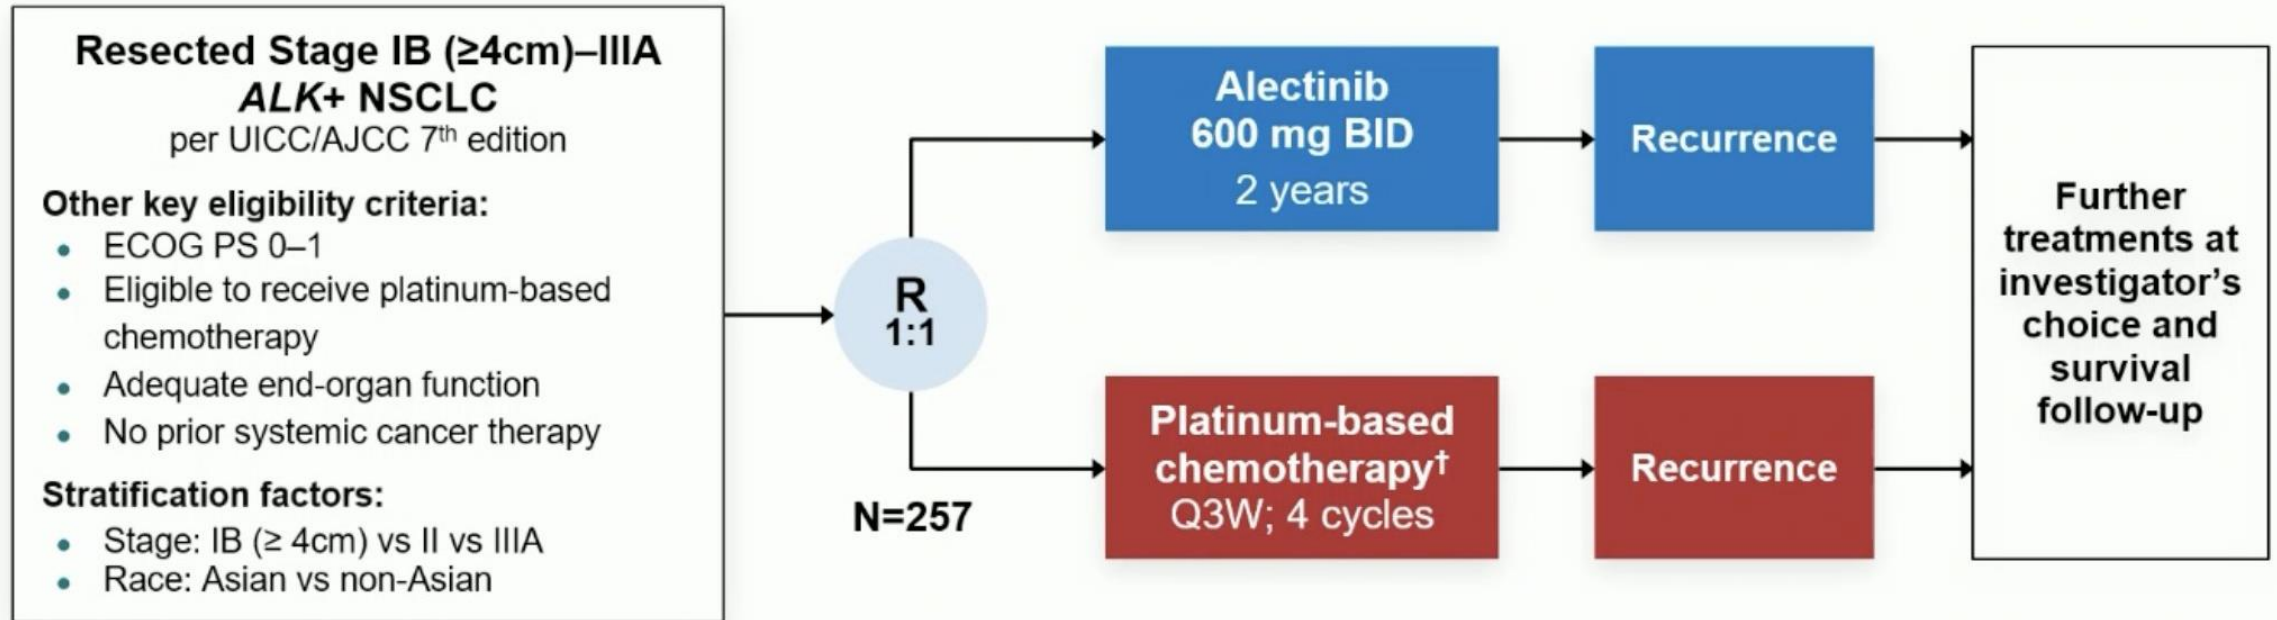 Resected Stage IB (≥4cm)–IIIA
ALK+ NSCLC
per UICC/AJCC 7th edition
Other key eligibility criteria:
• ECOG PS 0–1
• Eligible to receive platinum-based
chemotherapy
• Adequate end-organ function
• No prior systemic cancer therapy
Stratification factors:
• Stage: IB (≥ 4cm) vs II vs IIIA
• Race: Asian vs non-Asian
R
1:1
N=257
Alectinib
600 mg BID
2 years
Recurrence
Platinum-based
chemotherapy†
Q3W; 4 cycles
Recurrence
Further
treatments at
investigator’s
choice and
survival
follow-up